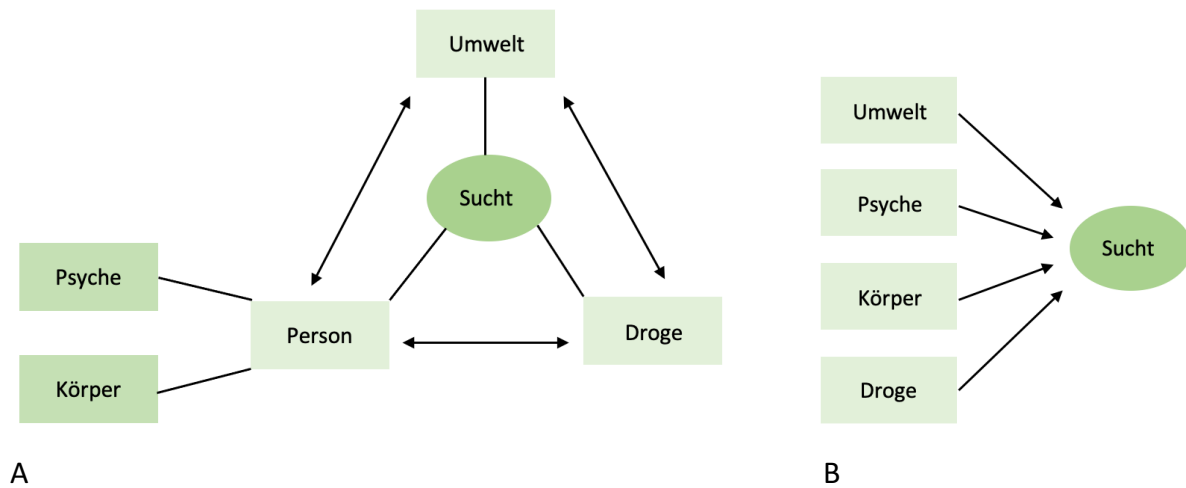 Umwelt
Sucht
Psyche
Person
Droge
Körper
A
Umwelt
Psyche
Sucht
Körper
Droge
B